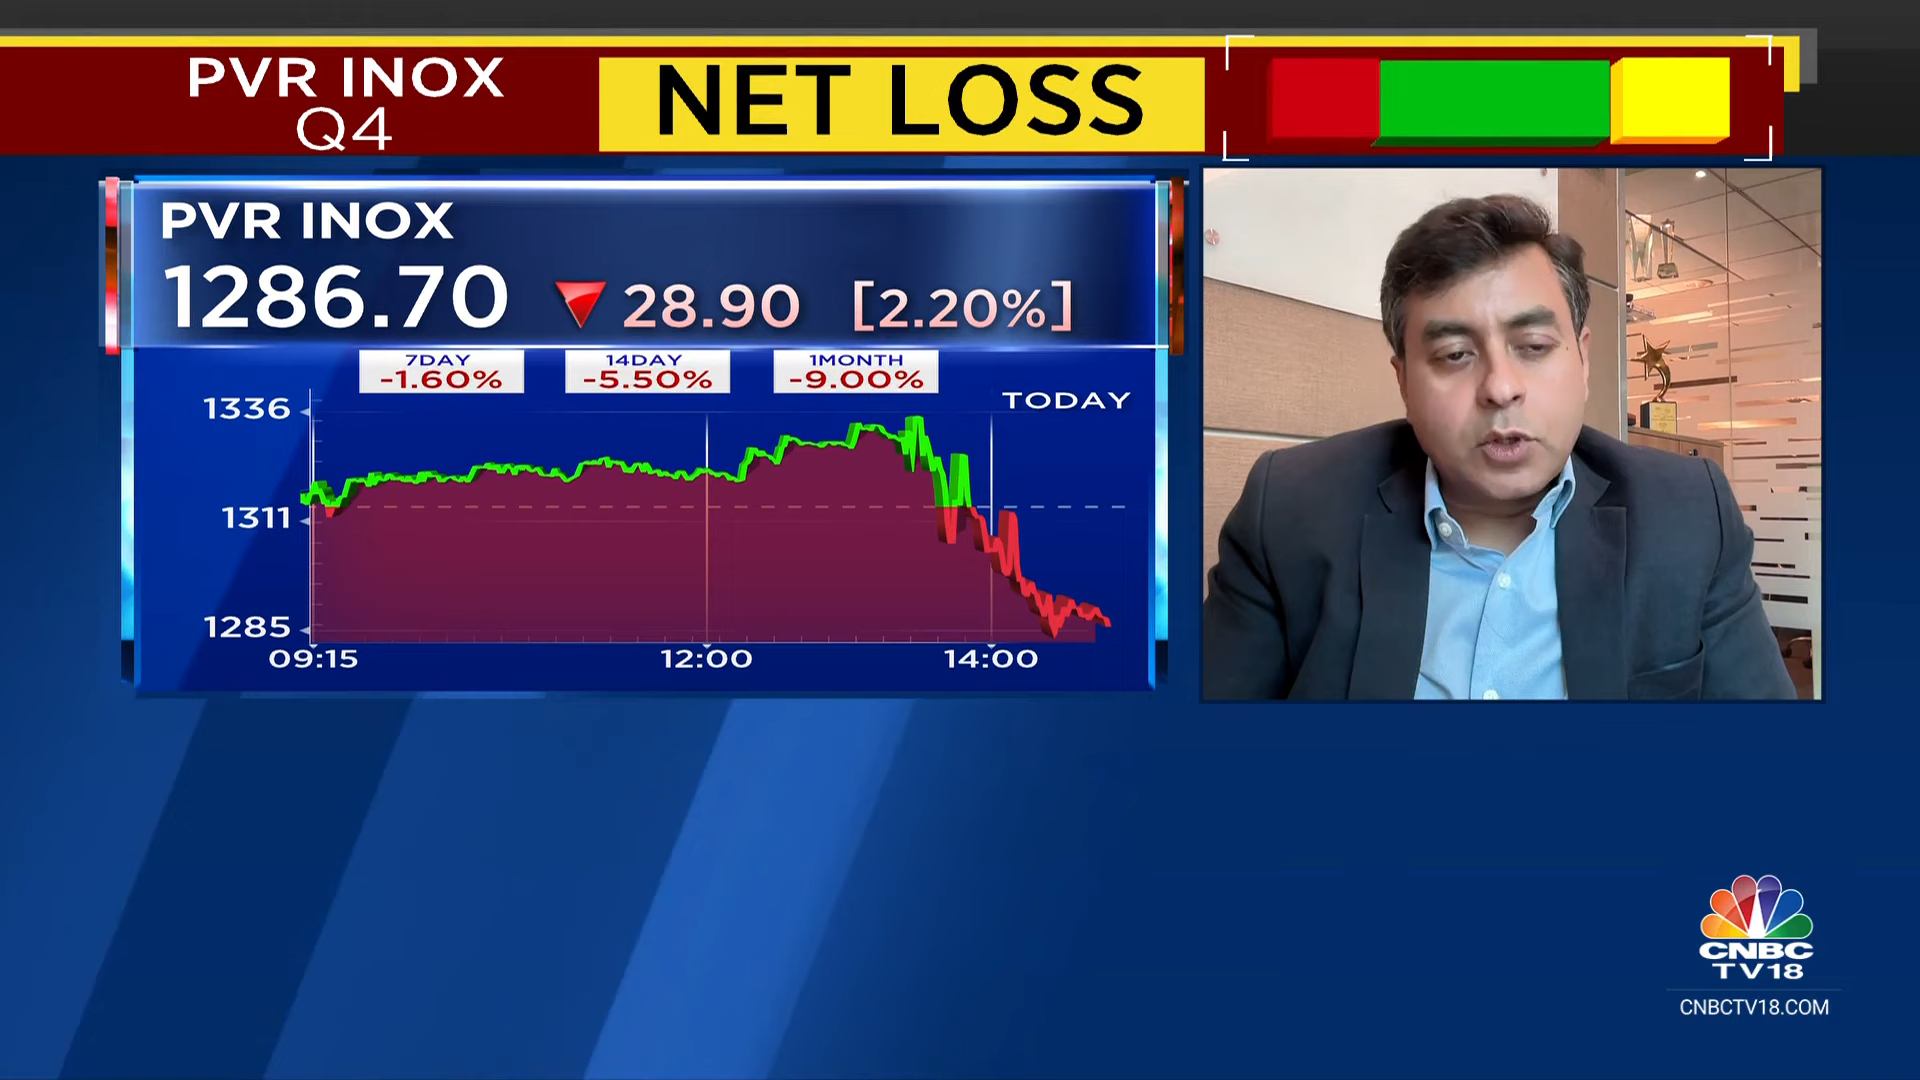 PVR INOX
Q4
NET LOSS
PVR INOX
1286.70 28.90 [2.20%]
7DAY 14DAY 1MONTH
-1.60% -5.50% -9.00%
TODAY
1336
1311
1285
09:15 12:00 14:00
CNBC
TV18
CNBCTV18.COM